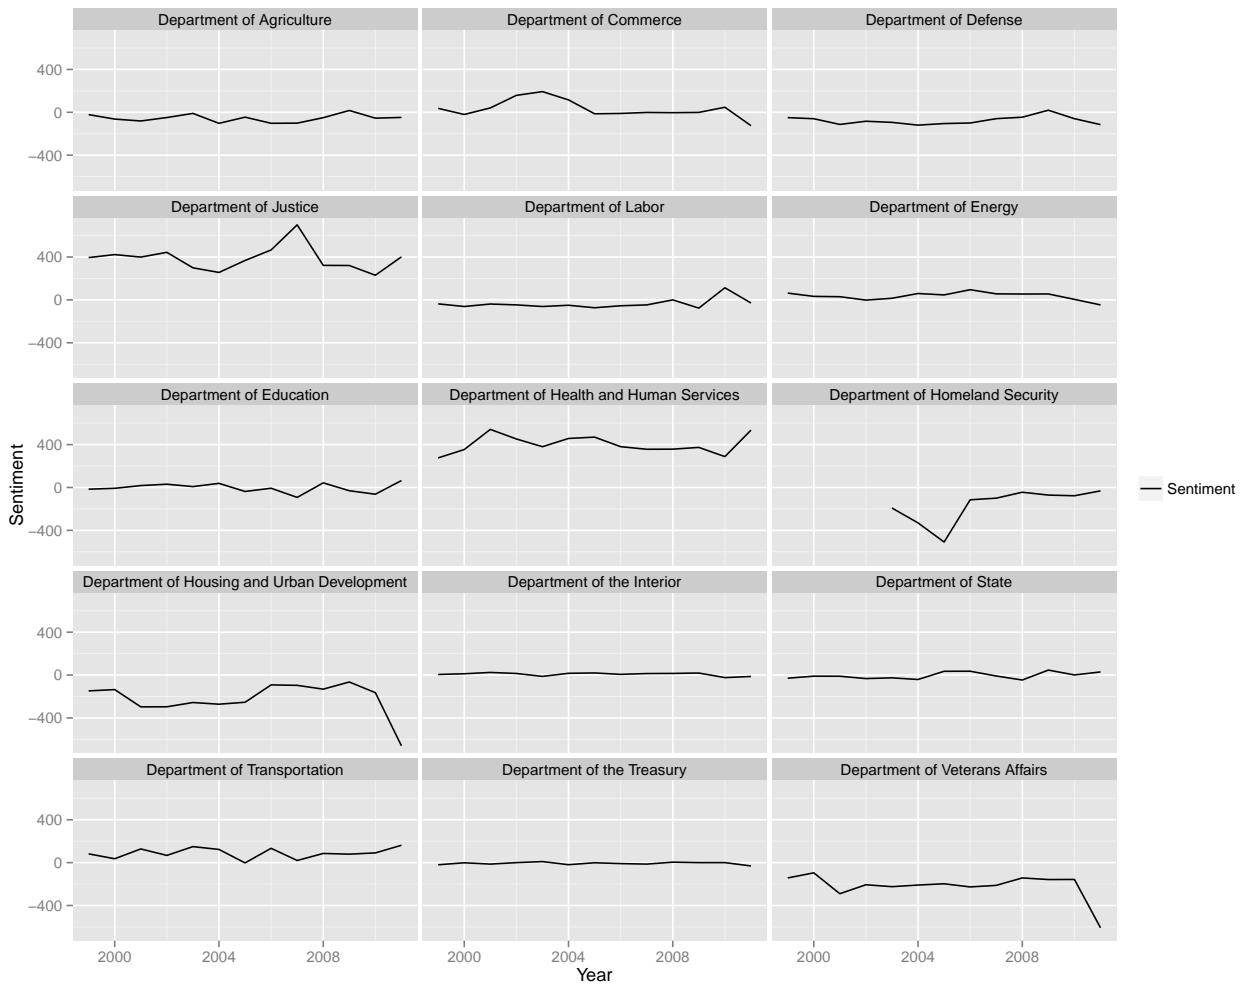 Department of Agriculture
Department of Commerce
Department of Defense
400
0
−400
Department of Justice
Department of Labor
Department of Energy
400
0
−400
Department of Education
Department of Health and Human Services
Department of Homeland Security
400
0
−400
Department of Housing and Urban Development
Department of the Interior
Department of State
400
0
−400
Department of Transportation
Department of the Treasury
Department of Veterans Affairs
400
0
−400
2000 2004 2008
2000 2004 2008
2000 2004 2008
Year
Sentiment
Sentiment